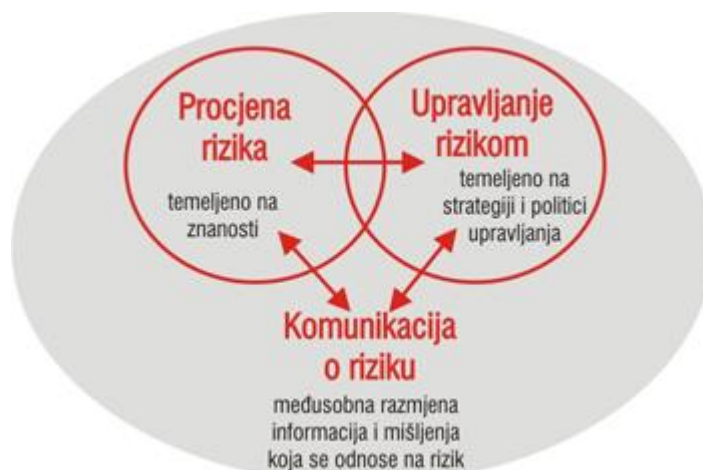 Procjena
rizika
temeljeno na
znanosti
Upravljanje
rizikom
temeljeno na
strategiji i politici
upravljanja
Komunikacija
o riziku
međusobna razmjena
informacija i mišljenja
koja se odnose na rizik